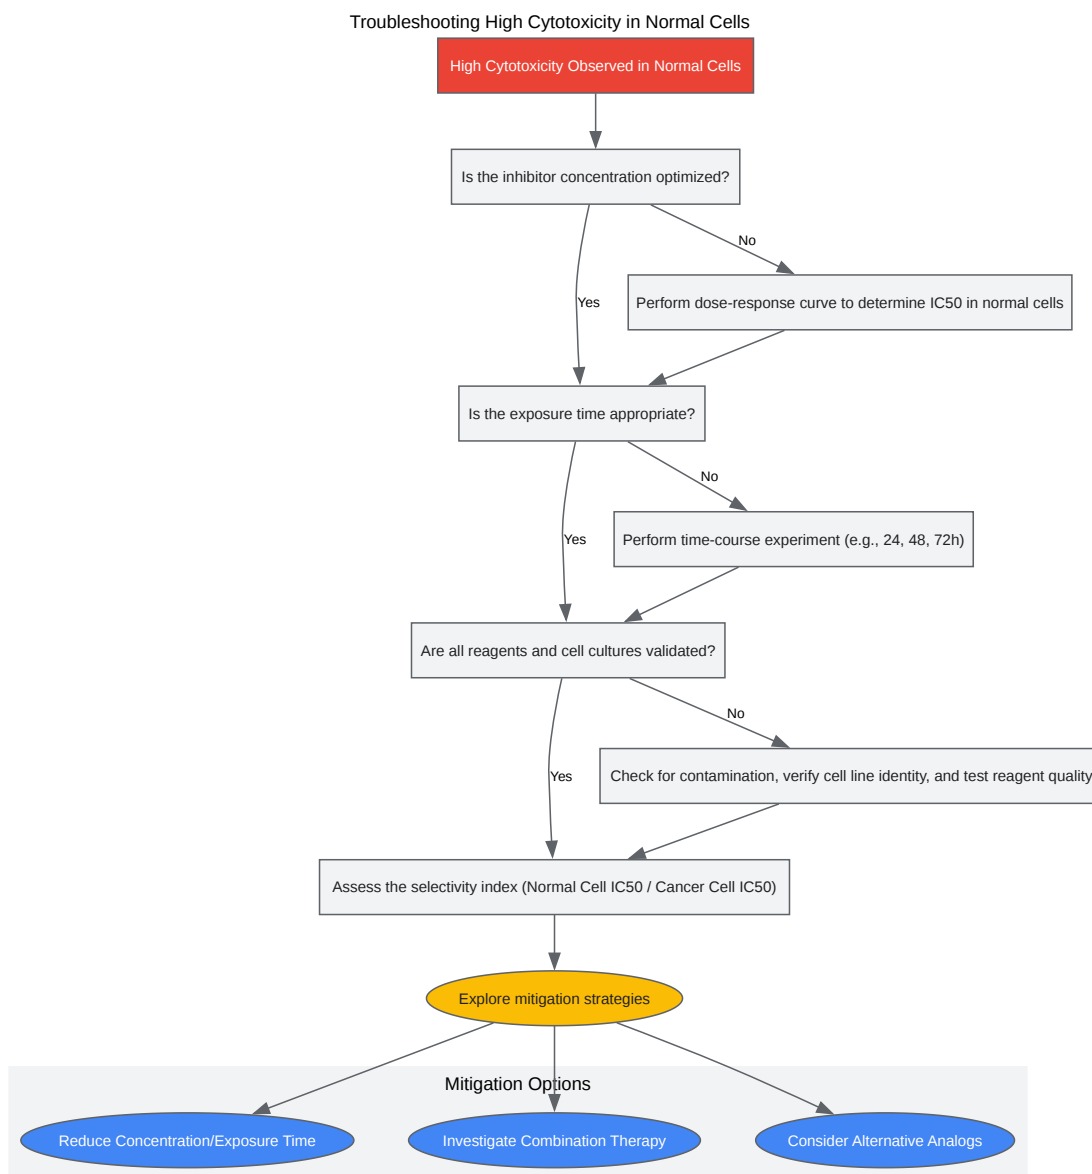 Troubleshooting High Cytotoxicity in Normal Cells
High Cytotoxicity Observed in Normal Cells
Is the inhibitor concentration optimized?
No
Yes
Perform dose-response curve to determine IC50 in normal cells
Is the exposure time appropriate?
No
Yes
Perform time-course experiment (e.g., 24, 48, 72h)
Are all reagents and cell cultures validated?
No
Yes
Check for contamination, verify cell line identity, and test reagent quality
Assess the selectivity index (Normal Cell IC50 / Cancer Cell IC50)
Explore mitigation strategies
Mitigation Options
Reduce Concentration/Exposure Time
Investigate Combination Therapy
Consider Alternative Analogs